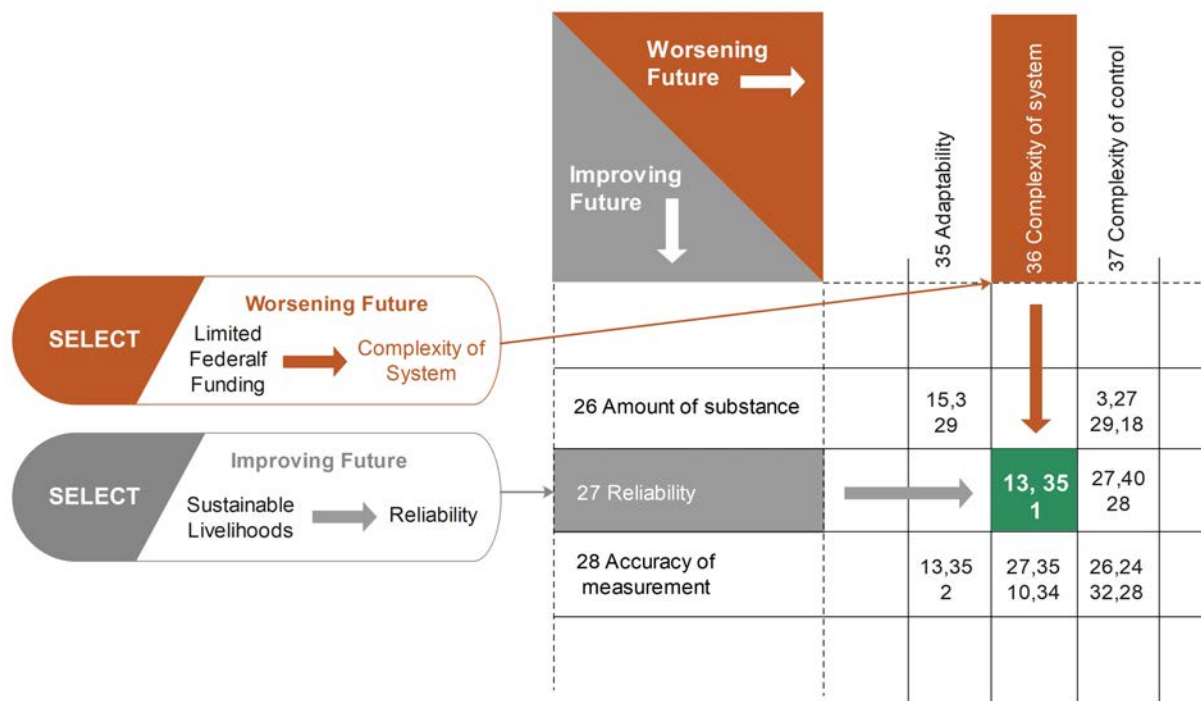 Worsening
Future
Improving
Future
35 Adaptability
36 Complexity of system
37 Complexity of control
SELECT
Worsening Future
Limited
Federalf
Funding
Complexity of
System
SELECT
Improving Future
Sustainable
Livelihoods
Reliability
26 Amount of substance
15,3
29
3,27
29,18
27 Reliability
13, 35
1
27,40
28
28 Accuracy of
measurement
13,35
2
27,35
10,34
26,24
32,28